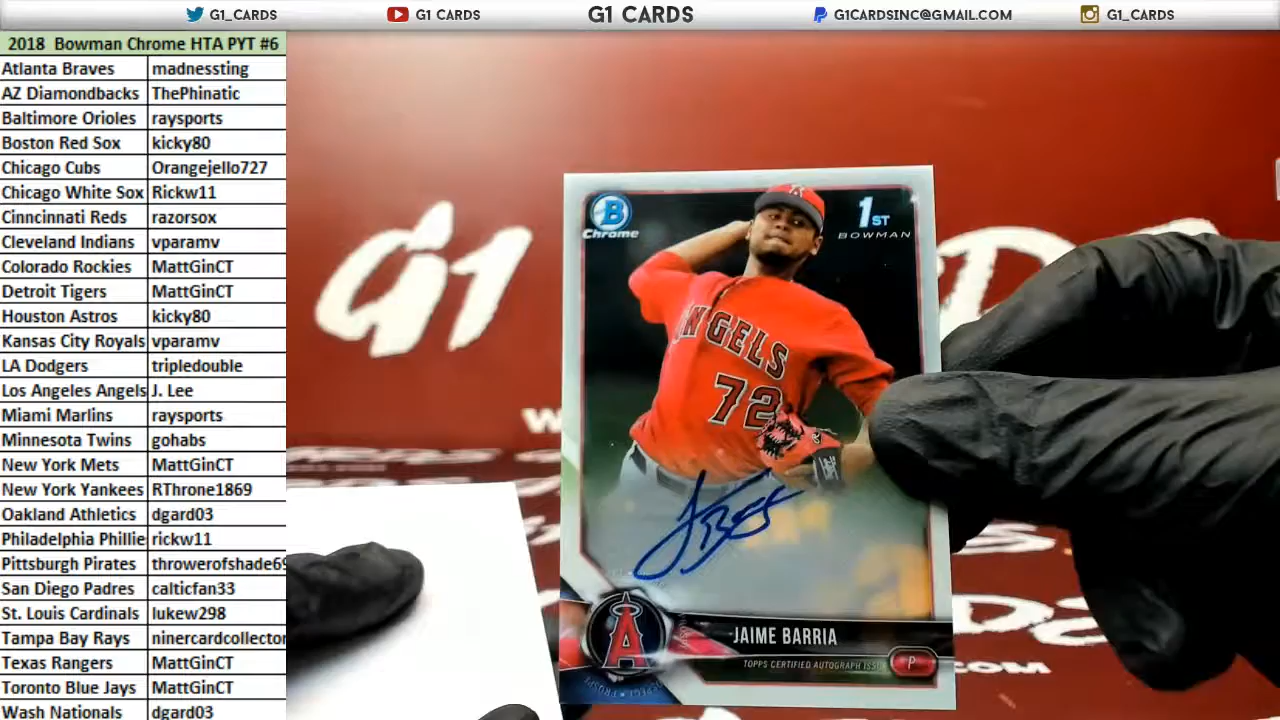 G1_CARDS
G1 CARDS
G1 CARDS
G1CARDSINC@GMAIL.COM
G1_CARDS
2018 Bowman Chrome HTA PYT #6
Atlanta Braves madnessting
AZ Diamondbacks ThePhinatic
Baltimore Orioles raysports
Boston Red Sox kicky80
Chicago Cubs Orangejello727
Chicago White Sox Rickw11
Cinncinnati Reds razorsox
Cleveland Indians vparamv
Colorado Rockies MattGinCT
Detroit Tigers MattGinCT
Houston Astros kicky80
Kansas City Royals vparamv
LA Dodgers tripledouble
Los Angeles Angels J. Lee
Miami Marlins raysports
Minnesota Twins gohabs
New York Mets MattGinCT
New York Yankees RThrone1869
Oakland Athletics dgard03
Philadelphia Phillie rickw11
Pittsburgh Pirates throwerofshade69
San Diego Padres calticfan33
St. Louis Cardinals lukew298
Tampa Bay Rays ninercardcollector
Texas Rangers MattGinCT
Toronto Blue Jays MattGinCT
Wash Nationals dgard03
G1
B
Chrome
1ST
BOWMAN
ANGELS
72
A
JAIME BARRIA
TOPPS CERTIFIED AUTOGRAPH ISSUE
P
.COM